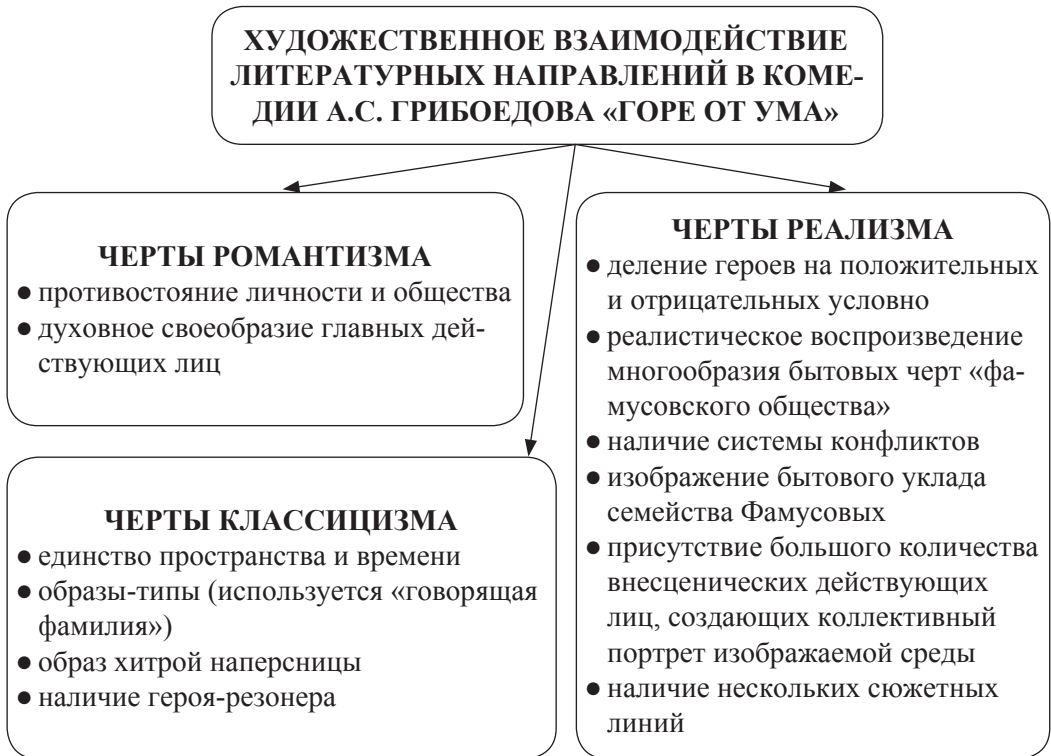 ХУДОЖЕСТВЕННОЕ ВЗАИМОДЕЙСТВИЕ
ЛИТЕРАТУРНЫХ НАПРАВЛЕНИЙ В КОМЕ-
ДИИ А.С. ГРИБОЕДОВА «ГОРЕ ОТ УМА»
ЧЕРТЫ РОМАНТИЗМА
● противостояние личности и общества
● духовное своеобразие главных дей-
ствующих лиц
ЧЕРТЫ КЛАССИЦИЗМА
● единство пространства и времени
● образы-типы (используется «говорящая
фамилия»)
● образ хитрой наперсницы
● наличие героя-резонера
ЧЕРТЫ РЕАЛИЗМА
● деление героев на положительных
и отрицательных условно
● реалистическое воспроизведение
многообразия бытовых черт «фа-
мусовского общества»
● наличие системы конфликтов
● изображение бытового уклада
семейства Фамусовых
● присутствие большого количества
внесценических действующих
лиц, создающих коллективный
портрет изображаемой среды
● наличие нескольких сюжетных
линий